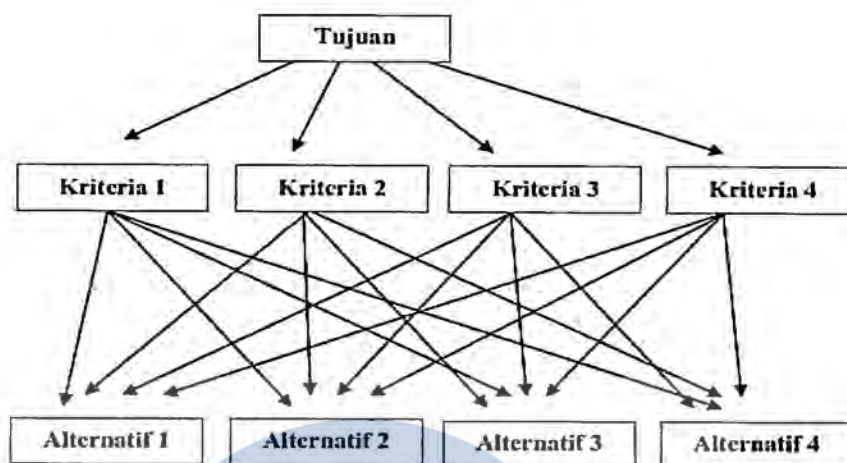 Tujuan
Kriteria 1 Kriteria 2 Kriteria 3 Kriteria 4
Alternatif 1 Alternatif 2 Alternatif 3 Alternatif 4